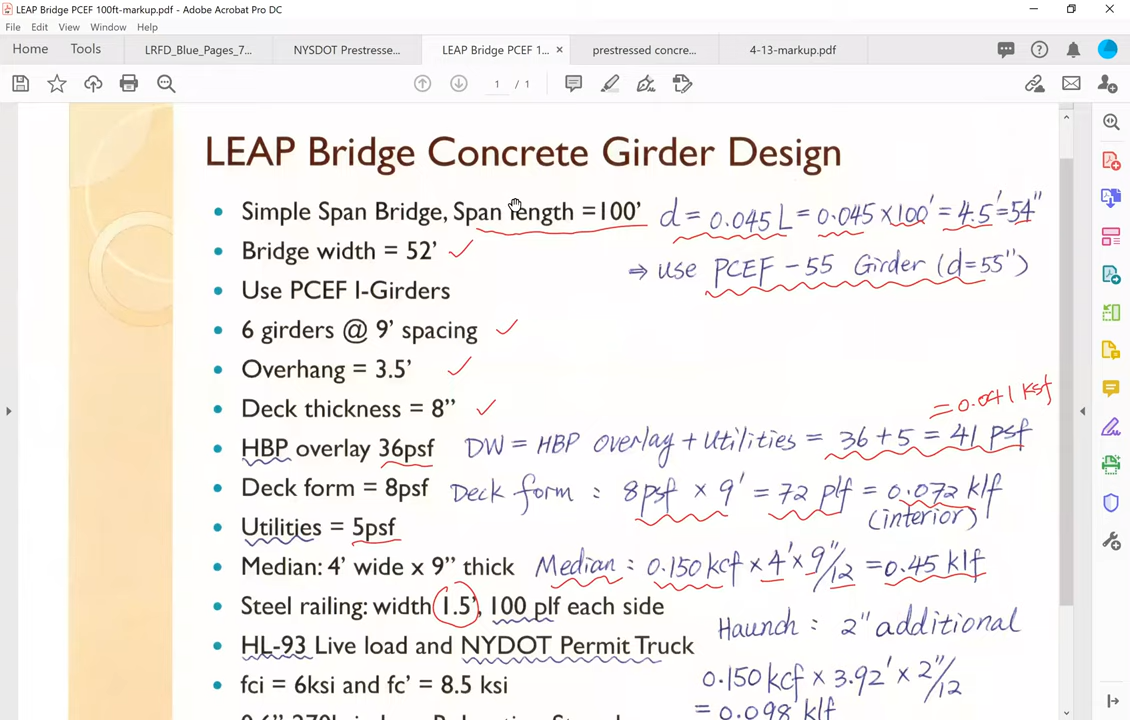 LEAP Bridge PCEF 100ft-markup.pdf - Adobe Acrobat Pro DC
File Edit View Window Help
Home Tools LRFD_Blue_Pages_7... NYSDOT Prestresse... LEAP Bridge PCEF 1... × prestressed concre... 4-13-markup.pdf
1 / 1
LEAP Bridge Concrete Girder Design
• Simple Span Bridge, Span length =100' d = 0.045 L = 0.045 × 100' = 4.5' = 54"
• Bridge width = 52' ✓
⇒ use PCEF - 55 Girder (d=55")
• Use PCEF I-Girders
• 6 girders @ 9' spacing ✓
• Overhang = 3.5' ✓
= 0.041 ksf
• Deck thickness = 8" ✓
• HBP overlay 36psf DW = HBP overlay + Utilities = 36 + 5 = 41 psf
• Deck form = 8psf Deck form : 8psf × 9' = 72 plf = 0.072 klf
(interior)
• Utilities = 5psf
• Median: 4' wide x 9" thick Median : 0.150 kcf × 4' × 9"/12 = 0.45 klf
• Steel railing: width 1.5', 100 plf each side
Haunch : 2" additional
• HL-93 Live load and NYDOT Permit Truck
0.150 kcf × 3.92' × 2"/12
• fci = 6ksi and fc' = 8.5 ksi
= 0.098 klf